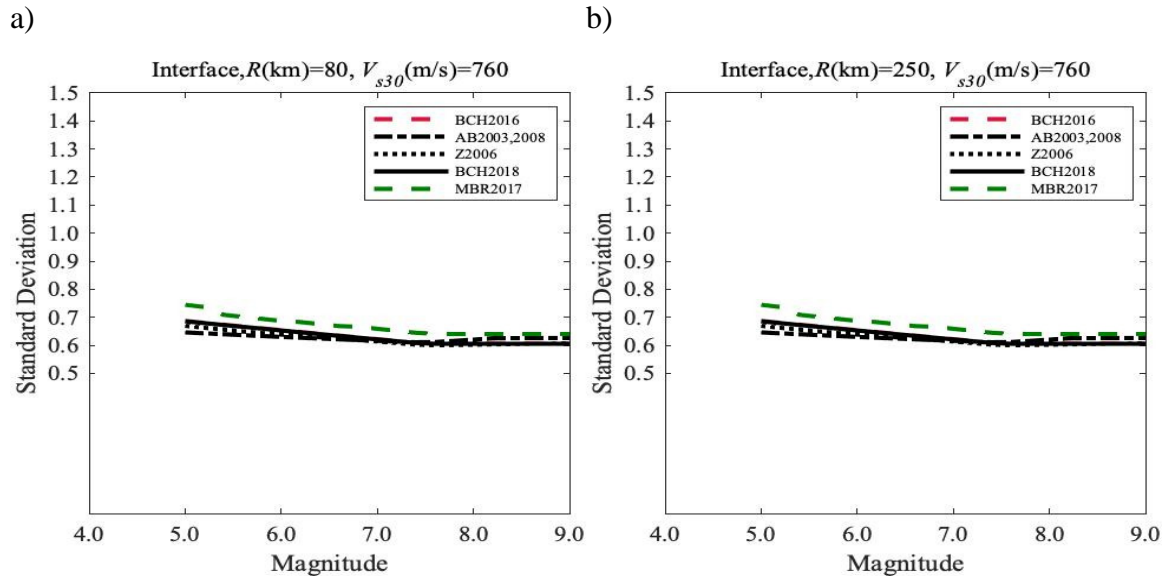 a)
b)
Interface,R(km)=80, Vs30(m/s)=760
1.5
1.4
1.3
1.2
1.1
1.0
0.9
0.8
0.7
0.6
0.5
Standard Deviation
BCH2016
AB2003,2008
Z2006
BCH2018
MBR2017
4.0 5.0 6.0 7.0 8.0 9.0
Magnitude
Interface,R(km)=250, Vs30(m/s)=760
1.5
1.4
1.3
1.2
1.1
1.0
0.9
0.8
0.7
0.6
0.5
Standard Deviation
BCH2016
AB2003,2008
Z2006
BCH2018
MBR2017
4.0 5.0 6.0 7.0 8.0 9.0
Magnitude